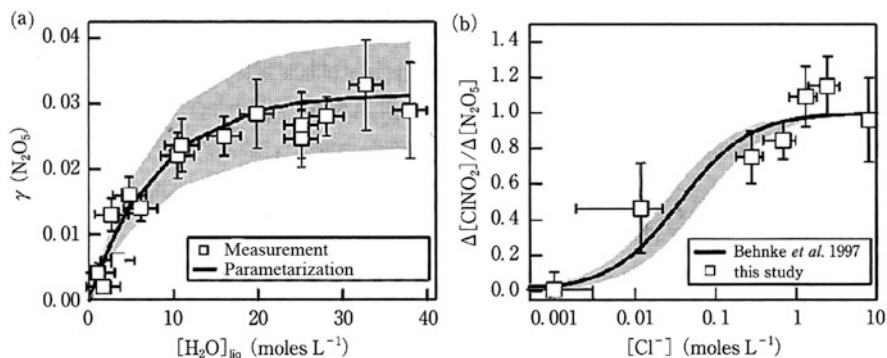 (a)
γ (N₂O₅)
0.04
0.03
0.02
0.01
0.00
0 10 20 30 40
[H₂O]liq (moles L⁻¹)
Measurement
Parametarization
(b)
Δ[ClNO₂]/Δ[N₂O₅]
1.4
1.2
1.0
0.8
0.6
0.4
0.2
0.0
0.001 0.01 0.1 1 10
[Cl⁻] (moles L⁻¹)
Behnke et al. 1997
this study